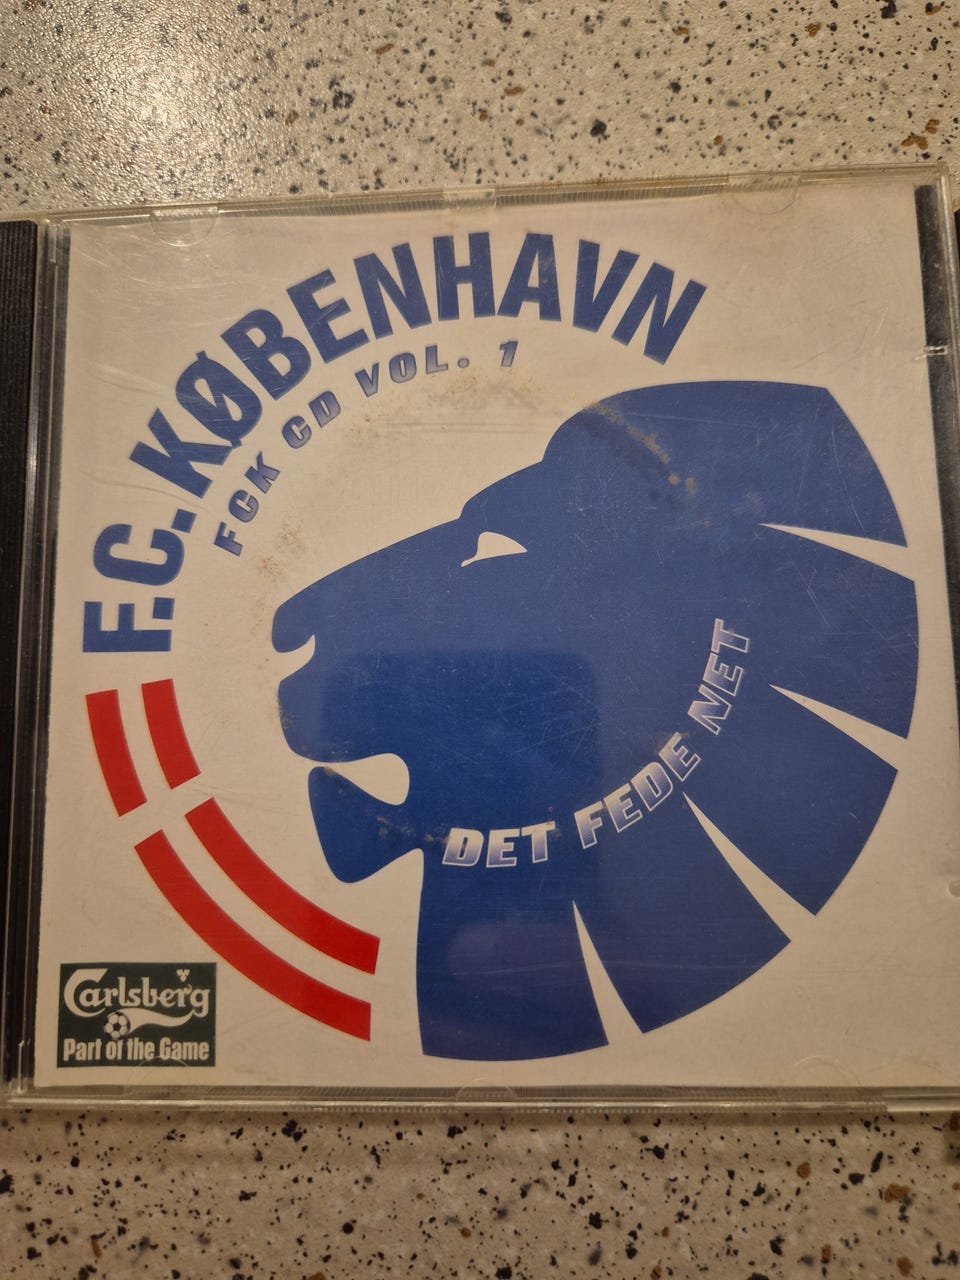 F.C. KØBENHAVN
FCK CD VOL. 1
DET FEDE NET
Carlsberg
Part of the Game